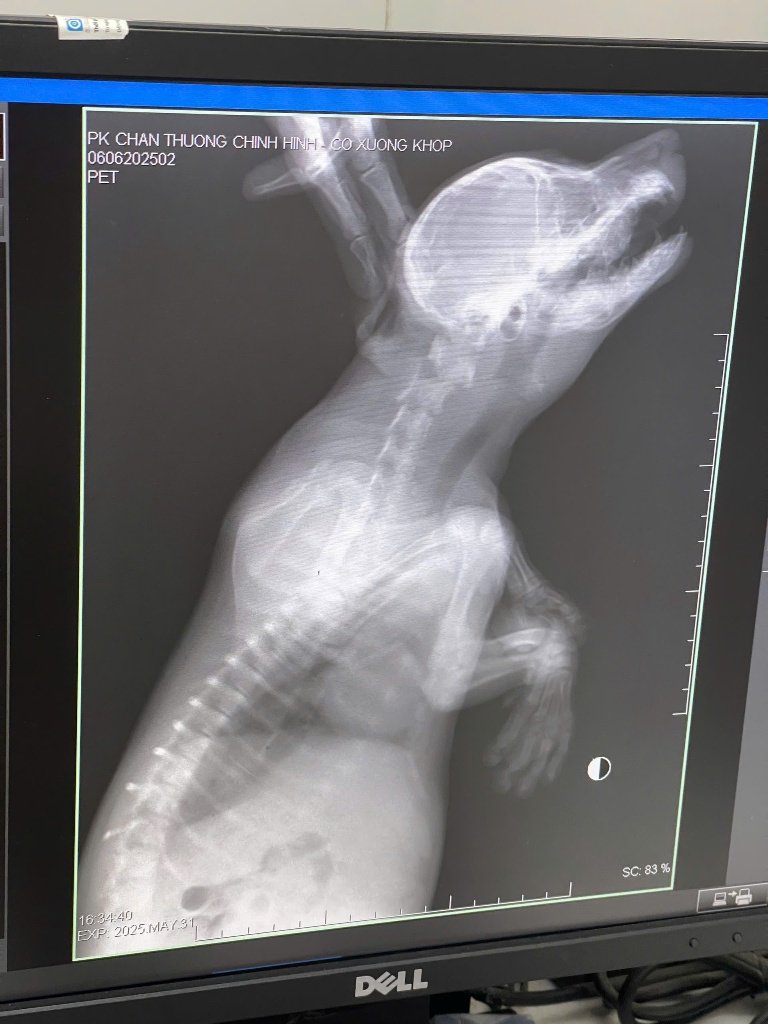 PK CHAN THUONG CHINH HINH - CO XUONG KHOP
0606202502
PET
SC: 83 %
16:34:40
EXP: 2025.MAY.31
DELL